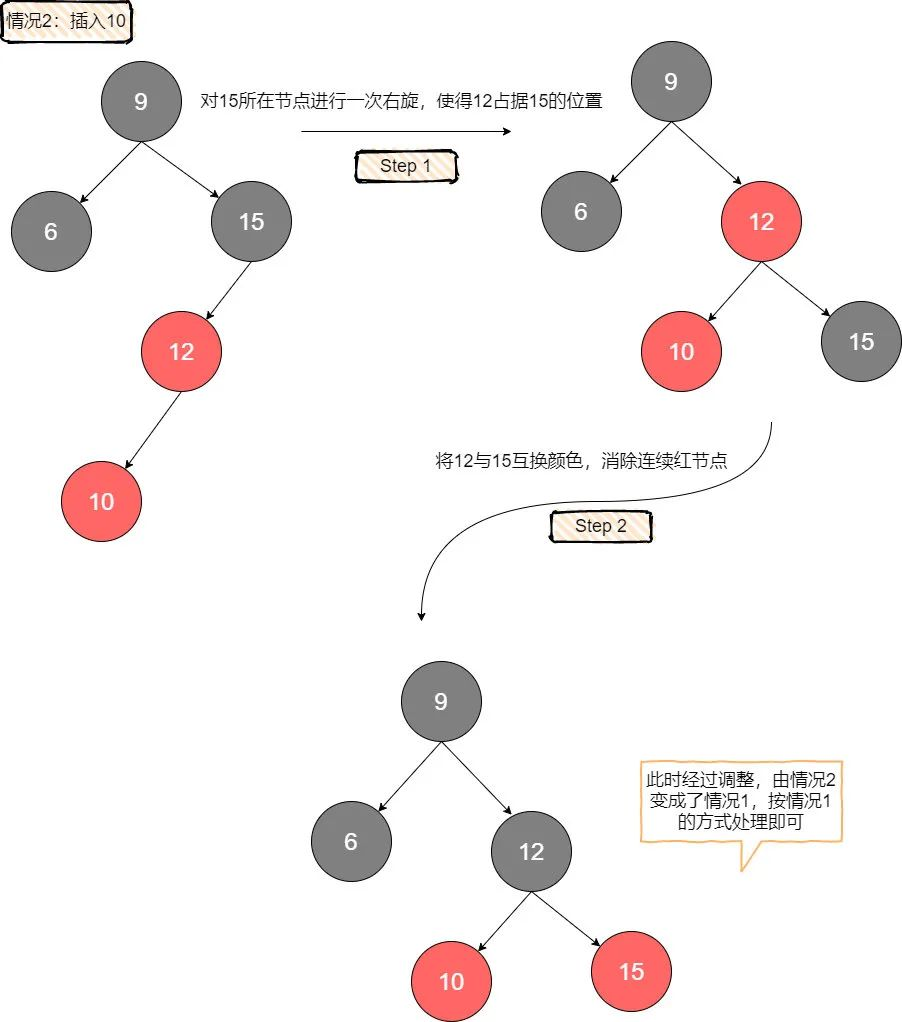 情况2：插入10
9
对15所在节点进行一次右旋，使得12占据15的位置
Step 1
6
15
12
10
9
6
12
10
15
将12与15互换颜色，消除连续红节点
Step 2
9
6
12
10
15
此时经过调整，由情况2
变成了情况1，按情况1
的方式处理即可